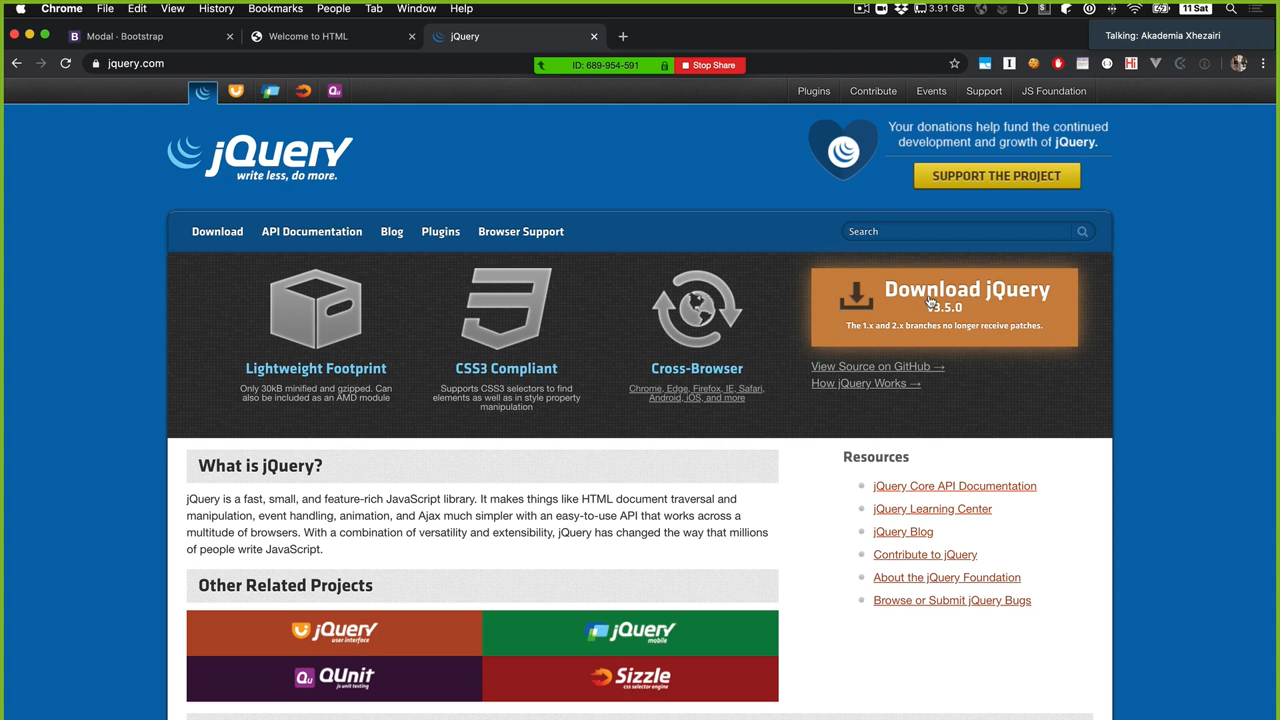 Chrome File Edit View History Bookmarks People Tab Window Help 3.91 GB 11 Sat
Modal · Bootstrap Welcome to HTML jQuery Talking: Akademia Xhezairi
jquery.com ID: 689-954-591 Stop Share
Plugins Contribute Events Support JS Foundation
jQuery
write less, do more.
Your donations help fund the continued
development and growth of jQuery.
SUPPORT THE PROJECT
Download API Documentation Blog Plugins Browser Support Search
Lightweight Footprint
Only 30kB minified and gzipped. Can
also be included as an AMD module
CSS3 Compliant
Supports CSS3 selectors to find
elements as well as in style property
manipulation
Cross-Browser
Chrome, Edge, Firefox, IE, Safari,
Android, iOS, and more
Download jQuery
v3.5.0
The 1.x and 2.x branches no longer receive patches.
View Source on GitHub →
How jQuery Works →
What is jQuery?
jQuery is a fast, small, and feature-rich JavaScript library. It makes things like HTML document traversal and
manipulation, event handling, animation, and Ajax much simpler with an easy-to-use API that works across a
multitude of browsers. With a combination of versatility and extensibility, jQuery has changed the way that millions
of people write JavaScript.
Other Related Projects
jQuery
user interface
jQuery
mobile
QUnit
js unit testing
Sizzle
css selector engine
Resources
jQuery Core API Documentation
jQuery Learning Center
jQuery Blog
Contribute to jQuery
About the jQuery Foundation
Browse or Submit jQuery Bugs